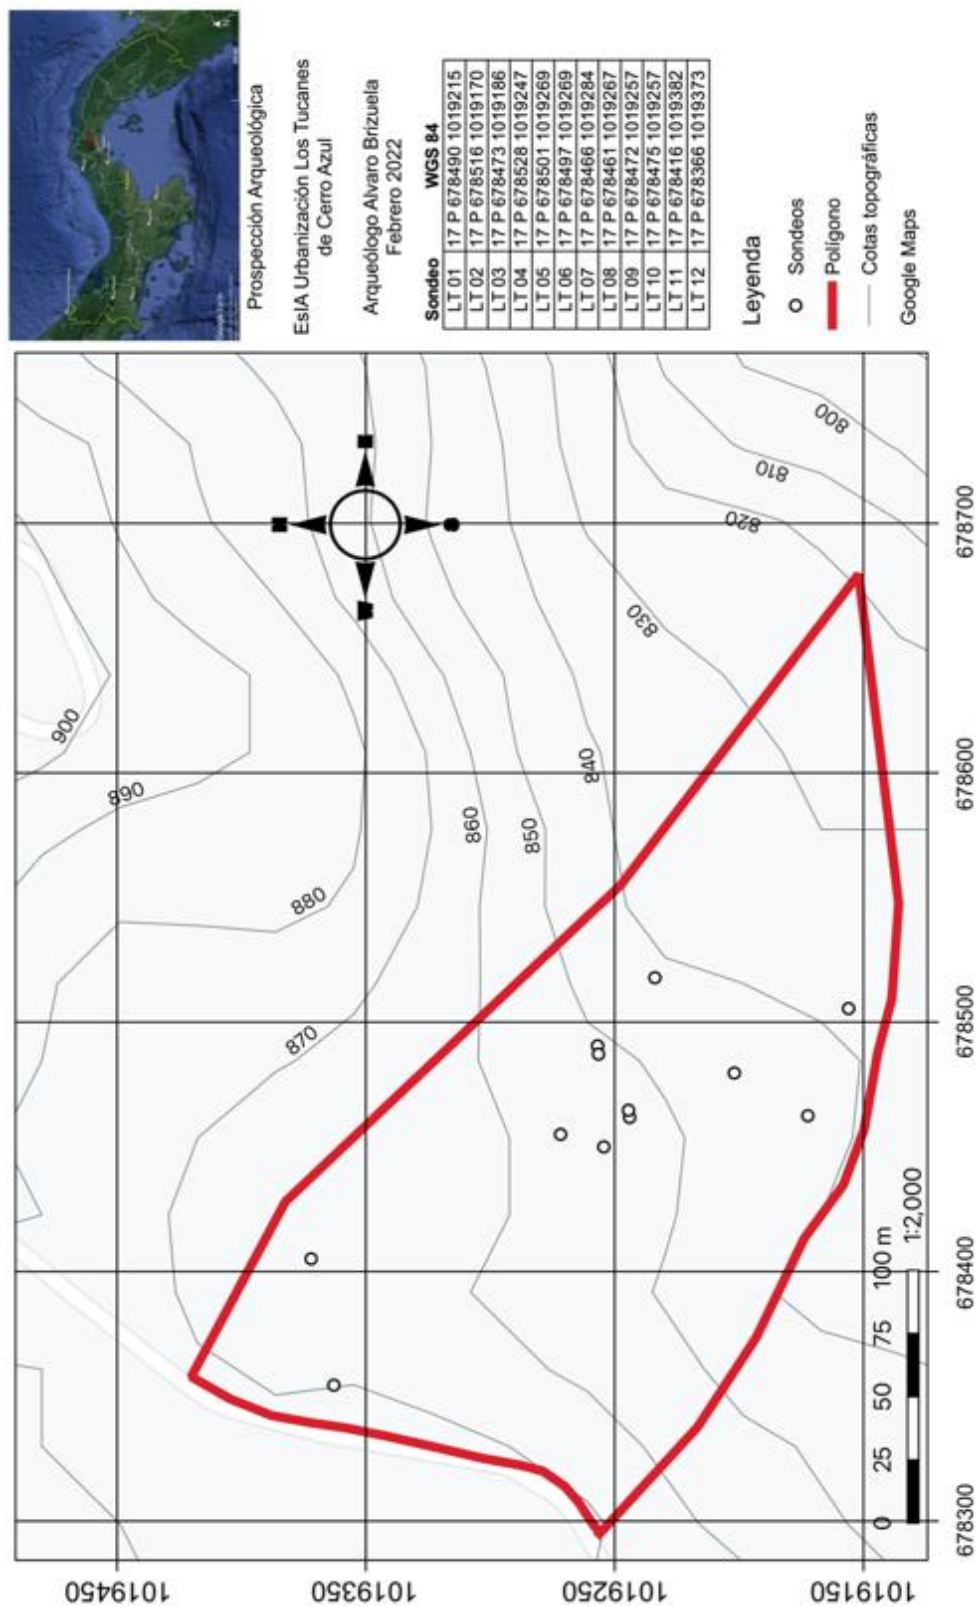 Prospección Arqueológica
EsIA Urbanización Los Tucanes
de Cerro Azul
Arqueólogo Alvaro Brizuela
Febrero 2022
Sondeo WGS 84
LT 01 17 P 678490 1019215
LT 02 17 P 678516 1019170
LT 03 17 P 678473 1019186
LT 04 17 P 678528 1019247
LT 05 17 P 678501 1019269
LT 06 17 P 678497 1019269
LT 07 17 P 678466 1019284
LT 08 17 P 678461 1019267
LT 09 17 P 678472 1019257
LT 10 17 P 678475 1019257
LT 11 17 P 678416 1019382
LT 12 17 P 678366 1019373
Leyenda
Sondeos
Polígono
Cotas topográficas
Google Maps
900
890
880
870
860
850
840
830
820
810
800
1019450
1019350
1019250
1019150
0 25 50 75 100 m
1:2,000
678300 678400 678500 678600 678700